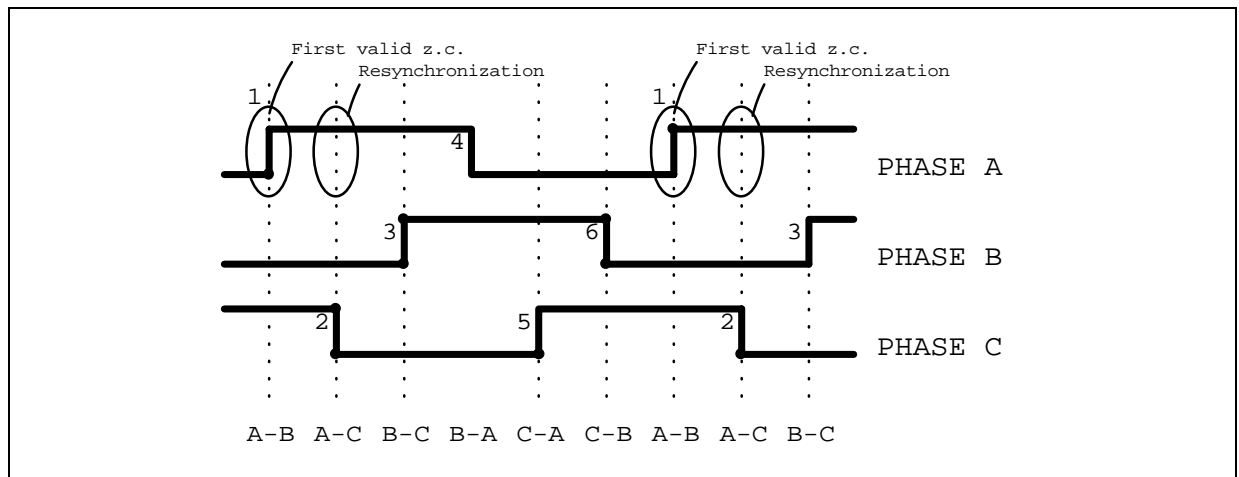 First valid z.c. First valid z.c.
Resynchronization Resynchronization
1 1
4
PHASE A
3 6 3
PHASE B
2 5 2
PHASE C
A-B A-C B-C B-A C-A C-B A-B A-C B-C